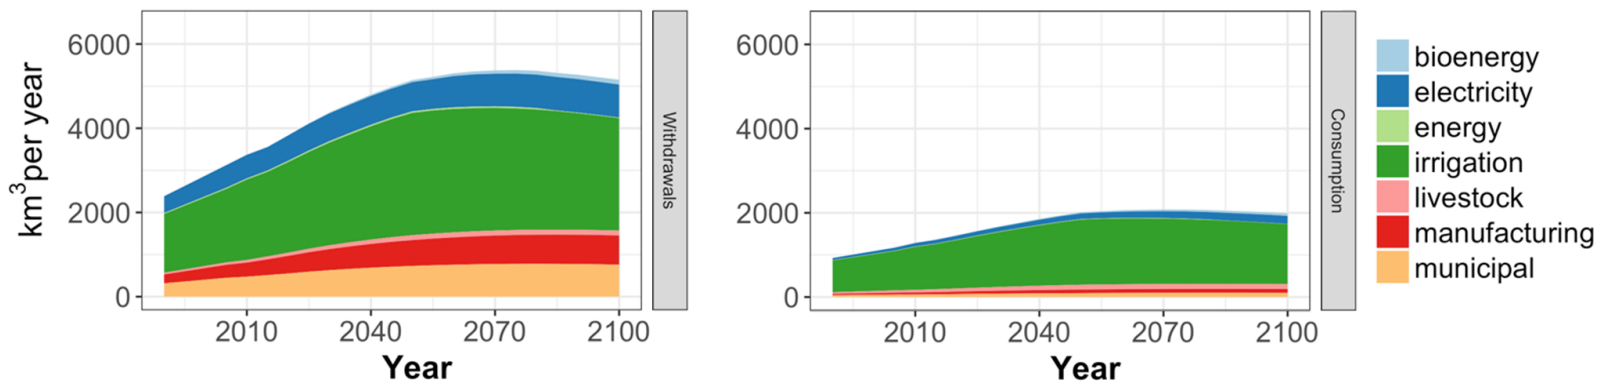 km³per year
6000
4000
2000
0
2010 2040 2070 2100
Year
Withdrawals
6000
4000
2000
0
2010 2040 2070 2100
Year
Consumption
bioenergy
electricity
energy
irrigation
livestock
manufacturing
municipal